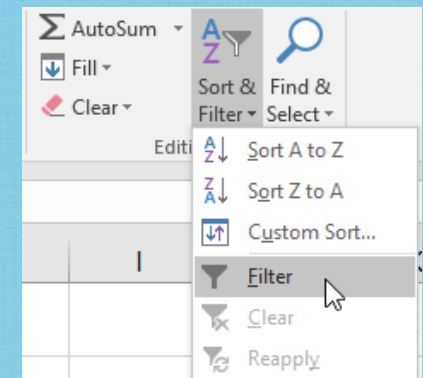 AutoSum
Fill
Clear
Sort &
Filter
Find &
Select
Editi
Sort A to Z
Sort Z to A
Custom Sort...
Filter
Clear
Reapply
I